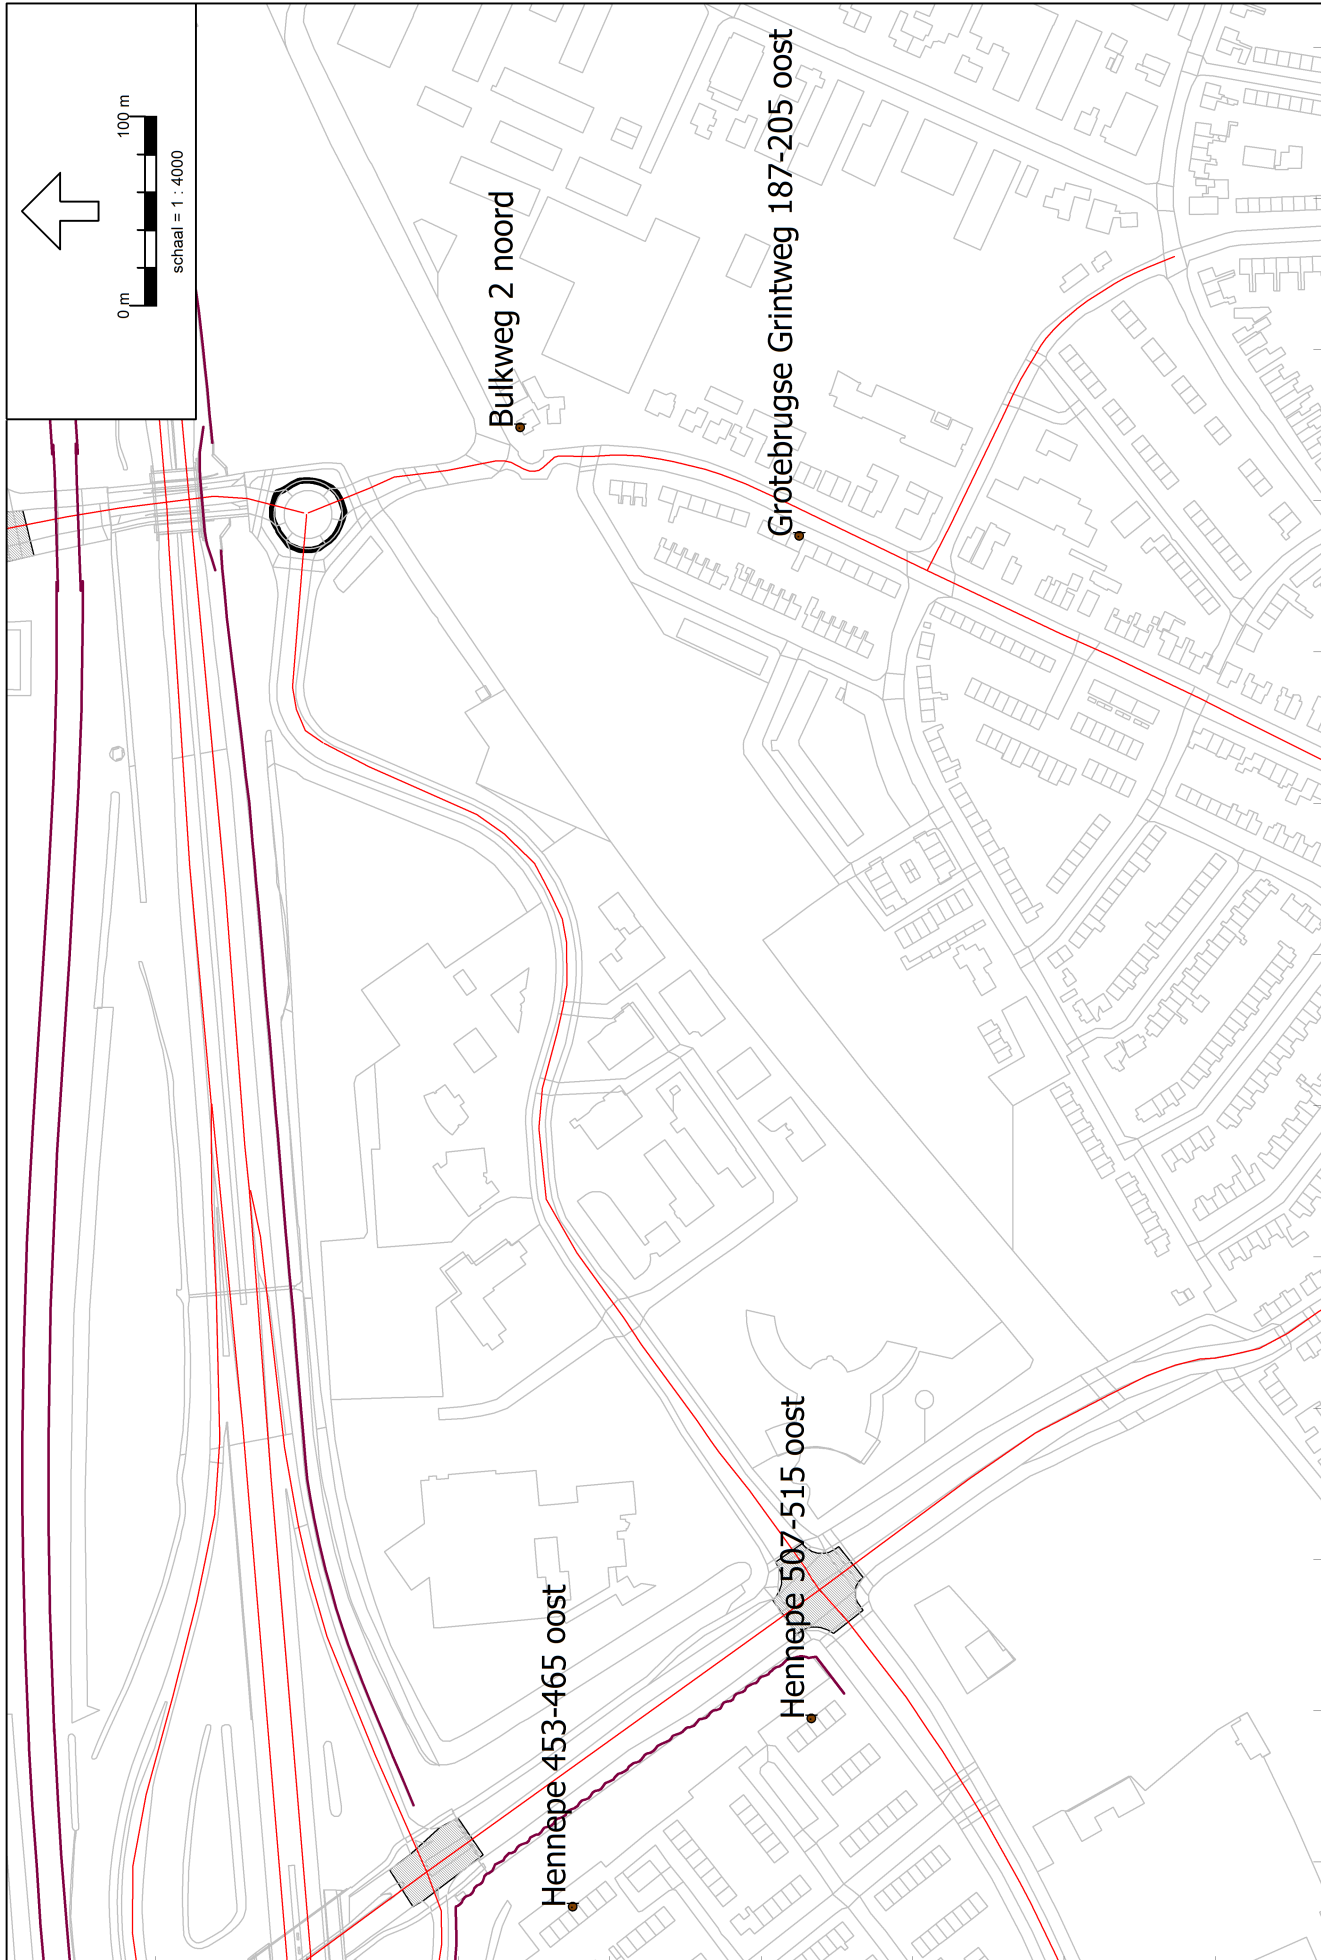 0 m 100 m
schaal = 1 : 4000
Bulkweg 2 noord
Grotebrugse Grintweg 187-205 oost
Hennepe 453-465 oost
Hennepe 507-515 oost